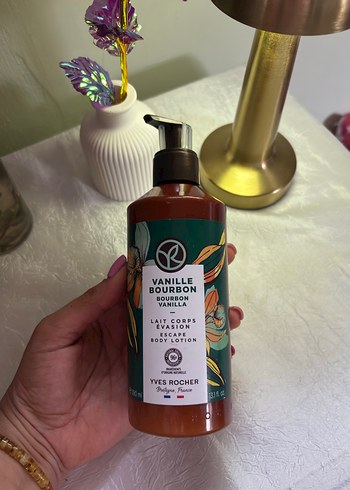 VANILLE
BOURBON
BOURBON
VANILLA
LAIT CORPS
ÉVASION
ESCAPE
BODY LOTION
YVES ROCHER
Bretagne, France